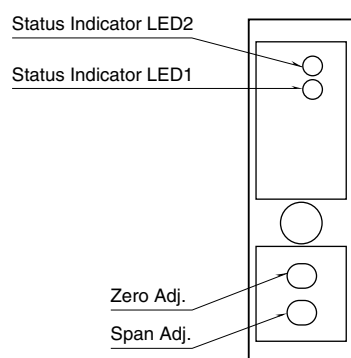 Status Indicator LED2
Status Indicator LED1
Zero Adj.
Span Adj.